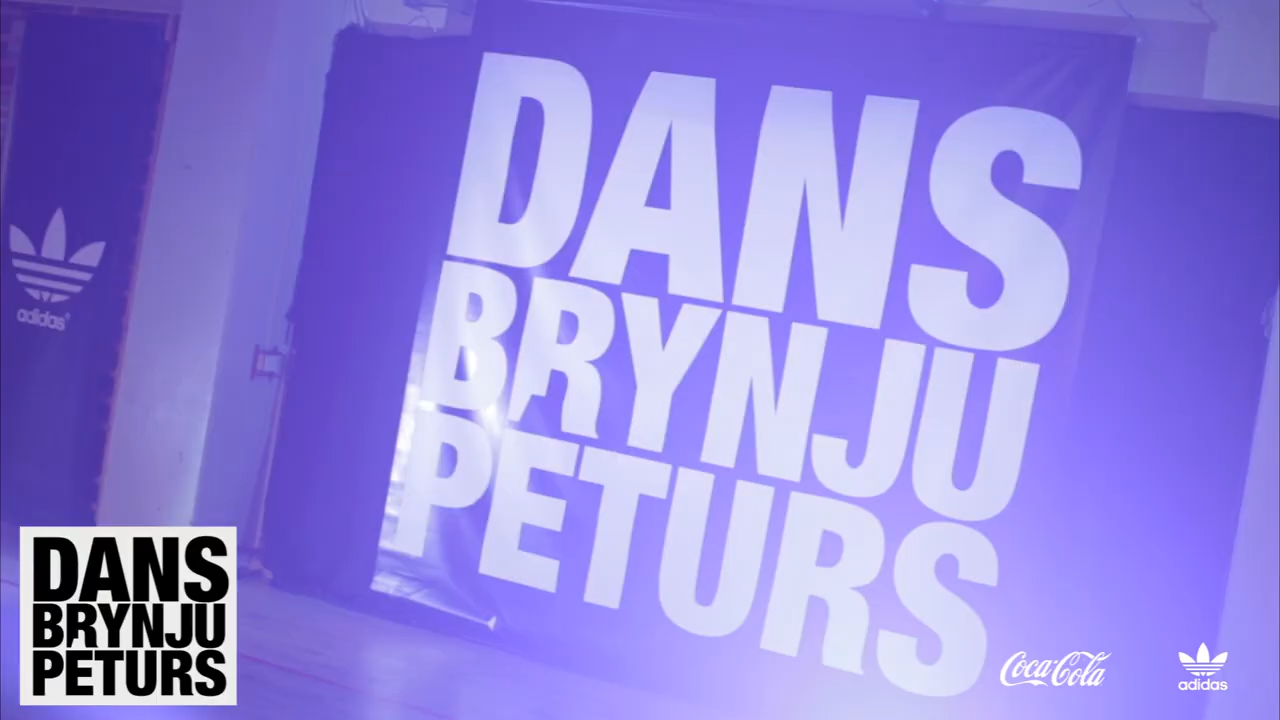 DANS
BRYNJU
PETURS
adidas
DANS
BRYNJU
PETURS
Coca-Cola
adidas